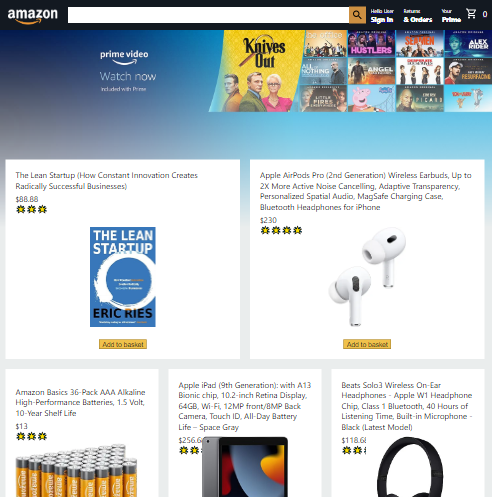 amazon
Hello User
Sign In
Returns
& Orders
Your
Prime
0
prime video
Watch now
included with Prime
Knives
Out
HUSTLERS
ALEX
RIDER
ALL
NOTHING
ANGEL
LITTLE
FIRES
PICARD
The Lean Startup (How Constant Innovation Creates
Radically Successful Businesses)
$88.88
THE LEAN
STARTUP
ERIC RIES
Add to basket
Apple AirPods Pro (2nd Generation) Wireless Earbuds, Up to
2X More Active Noise Cancelling, Adaptive Transparency,
Personalized Spatial Audio, MagSafe Charging Case,
Bluetooth Headphones for iPhone
$230
Add to basket
Amazon Basics 36-Pack AAA Alkaline
High-Performance Batteries, 1.5 Volt,
10-Year Shelf Life
$13
Apple iPad (9th Generation): with A13
Bionic chip, 10.2-inch Retina Display,
64GB, Wi-Fi, 12MP front/8MP Back
Camera, Touch ID, All-Day Battery
Life – Space Gray
Beats Solo3 Wireless On-Ear
Headphones - Apple W1 Headphone
Chip, Class 1 Bluetooth, 40 Hours of
Listening Time, Built-in Microphone -
Black (Latest Model)